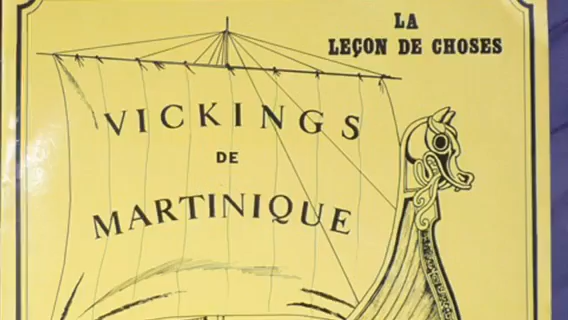 LA
LEÇON DE CHOSES
VICKINGS
DE
MARTINIQUE